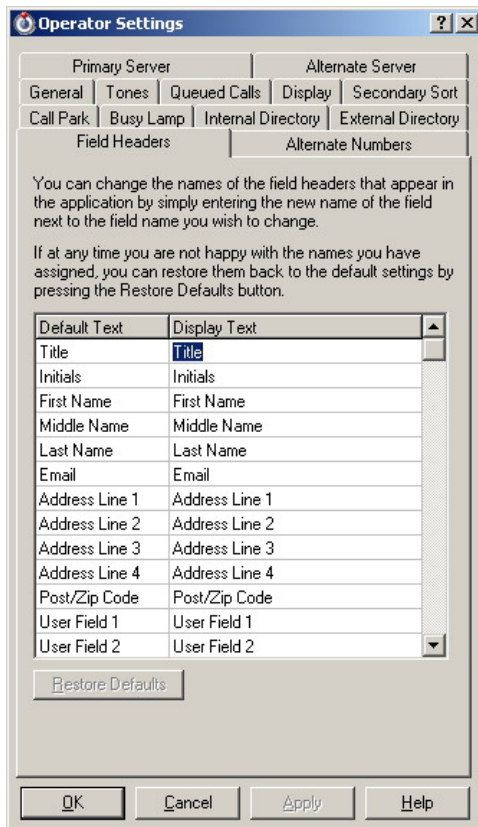 Operator Settings
Primary Server Alternate Server
General Tones Queued Calls Display Secondary Sort
Call Park Busy Lamp Internal Directory External Directory
Field Headers Alternate Numbers
You can change the names of the field headers that appear in
the application by simply entering the new name of the field
next to the field name you wish to change.
If at any time you are not happy with the names you have
assigned, you can restore them back to the default settings by
pressing the Restore Defaults button.
Default Text Display Text
Title Title
Initials Initials
First Name First Name
Middle Name Middle Name
Last Name Last Name
Email Email
Address Line 1 Address Line 1
Address Line 2 Address Line 2
Address Line 3 Address Line 3
Address Line 4 Address Line 4
Post/Zip Code Post/Zip Code
User Field 1 User Field 1
User Field 2 User Field 2
Restore Defaults
OK Cancel Apply Help